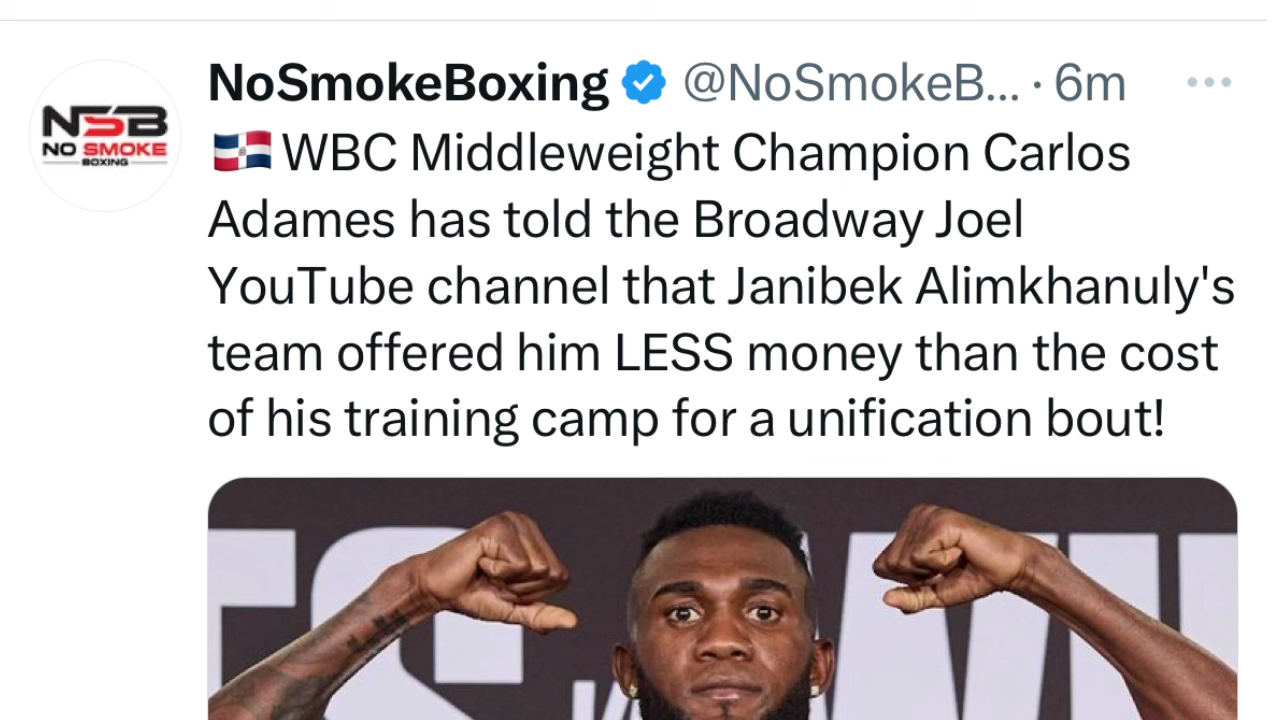 NoSmokeBoxing @NoSmokeB... · 6m
NSB
NO SMOKE
BOXING
🇩🇴WBC Middleweight Champion Carlos
Adames has told the Broadway Joel
YouTube channel that Janibek Alimkhanuly's
team offered him LESS money than the cost
of his training camp for a unification bout!